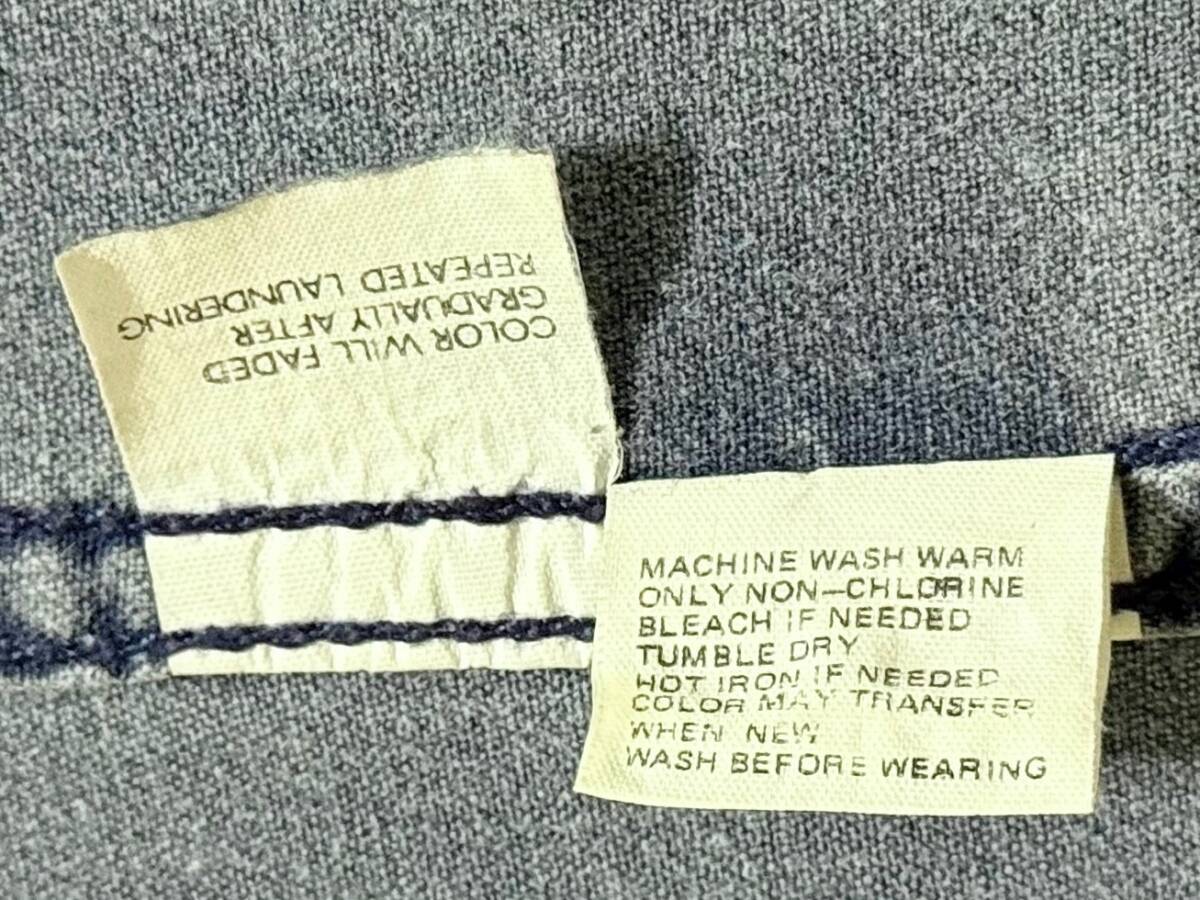 COLOR WILL FADED
GRADUALLY AFTER
REPEATED LAUNDERING
MACHINE WASH WARM
ONLY NON-CHLORINE
BLEACH IF NEEDED
TUMBLE DRY
HOT IRON IF NEEDED
COLOR MAY TRANSFER
WHEN NEW
WASH BEFORE WEARING